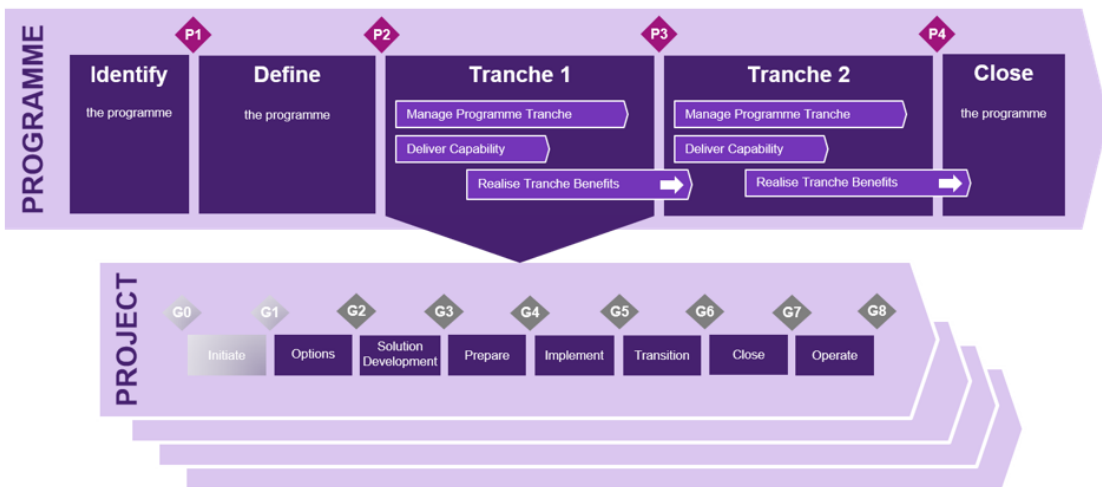 PROGRAMME
P1
P2
P3
P4
Identify
the programme
Define
the programme
Tranche 1
Manage Programme Tranche
Deliver Capability
Realise Tranche Benefits
Tranche 2
Manage Programme Tranche
Deliver Capability
Realise Tranche Benefits
Close
the programme
PROJECT
G0
G1
G2
G3
G4
G5
G6
G7
G8
Initiate
Options
Solution
Development
Prepare
Implement
Transition
Close
Operate